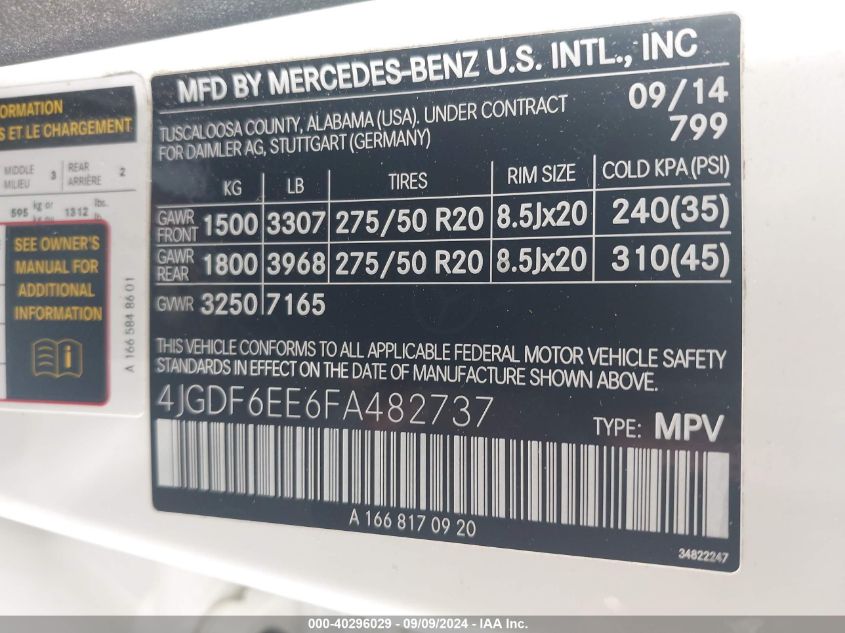 ORMATION
S ET LE CHARGEMENT
MIDDLE
MILIEU 3
REAR
ARRIÈRE 2
595 kg or 1312 lbs.
SEE OWNER'S
MANUAL FOR
ADDITIONAL
INFORMATION
A 166 584 86 01
MFD BY MERCEDES-BENZ U.S. INTL., INC
TUSCALOOSA COUNTY, ALABAMA (USA). UNDER CONTRACT
FOR DAIMLER AG, STUTTGART (GERMANY)
09/14
799
KG LB TIRES RIM SIZE COLD KPA (PSI)
GAWR
FRONT 1500 3307 275/50 R20 8.5Jx20 240(35)
GAWR
REAR 1800 3968 275/50 R20 8.5Jx20 310(45)
GVWR 3250 7165
THIS VEHICLE CONFORMS TO ALL APPLICABLE FEDERAL MOTOR VEHICLE SAFETY
STANDARDS IN EFFECT ON THE DATE OF MANUFACTURE SHOWN ABOVE.
4JGDF6EE6FA482737
TYPE: MPV
A 166 817 09 20
34822247
000-40296029 - 09/09/2024 - IAA Inc.